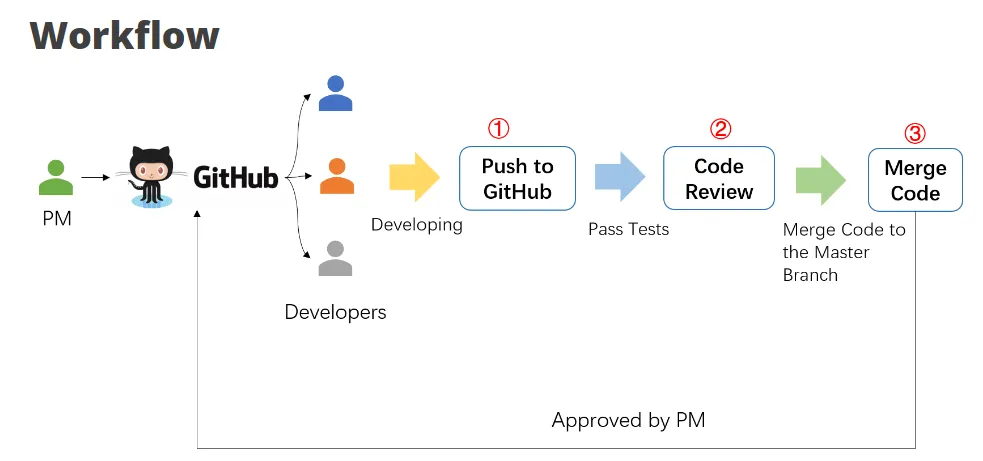 Workflow
PM
GitHub
Developers
Developing
①
Push to
GitHub
Pass Tests
②
Code
Review
Merge Code to
the Master
Branch
③
Merge
Code
Approved by PM